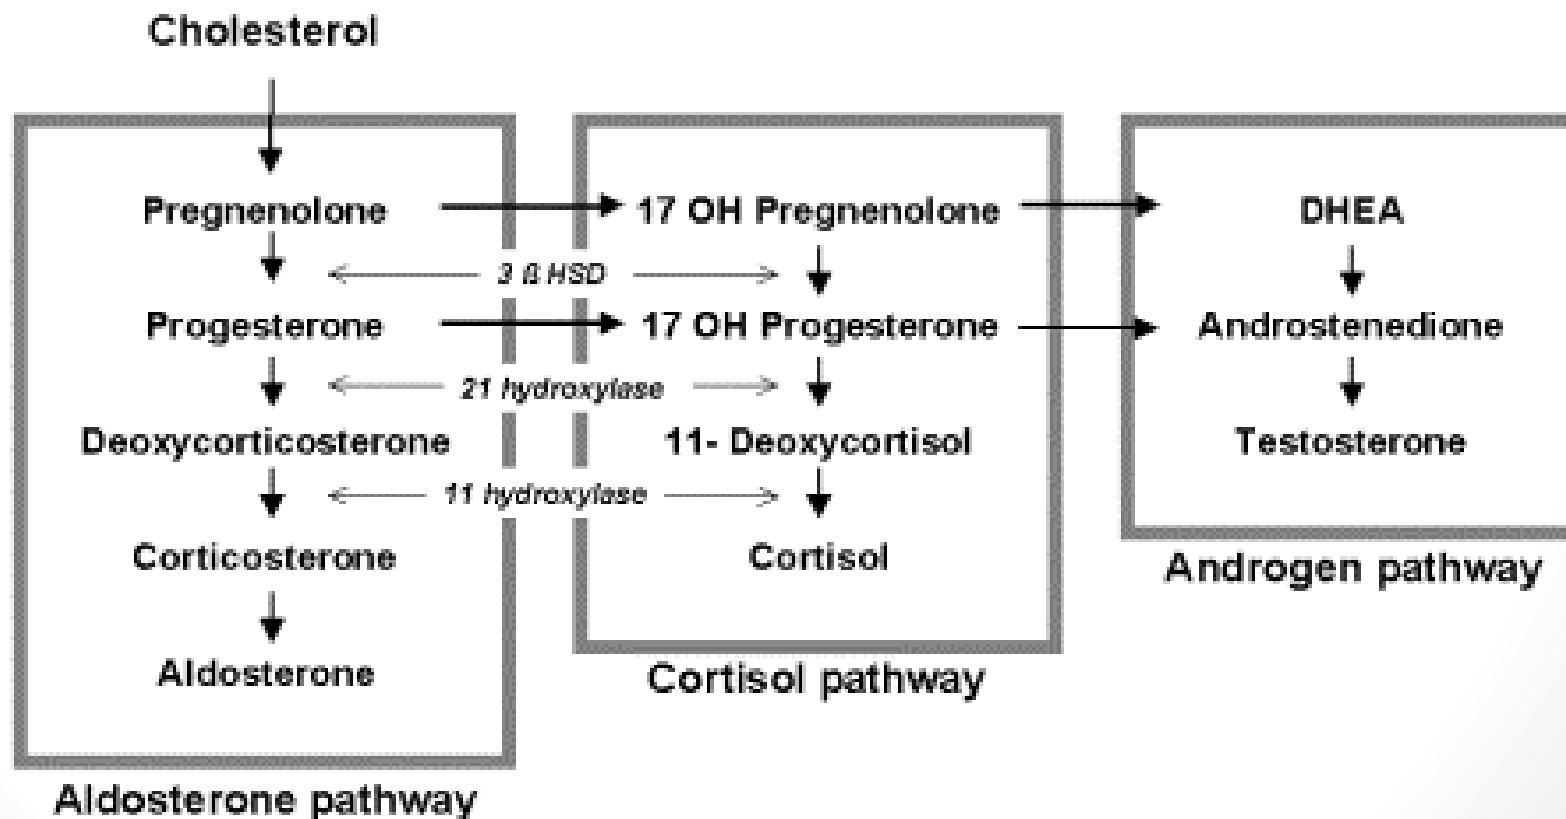 Cholesterol
Pregnenolone
17 OH Pregnenolone
DHEA
3 ß HSD
Progesterone
17 OH Progesterone
Androstenedione
21 hydroxylase
Deoxycorticosterone
11- Deoxycortisol
Testosterone
11 hydroxylase
Corticosterone
Cortisol
Androgen pathway
Aldosterone
Cortisol pathway
Aldosterone pathway